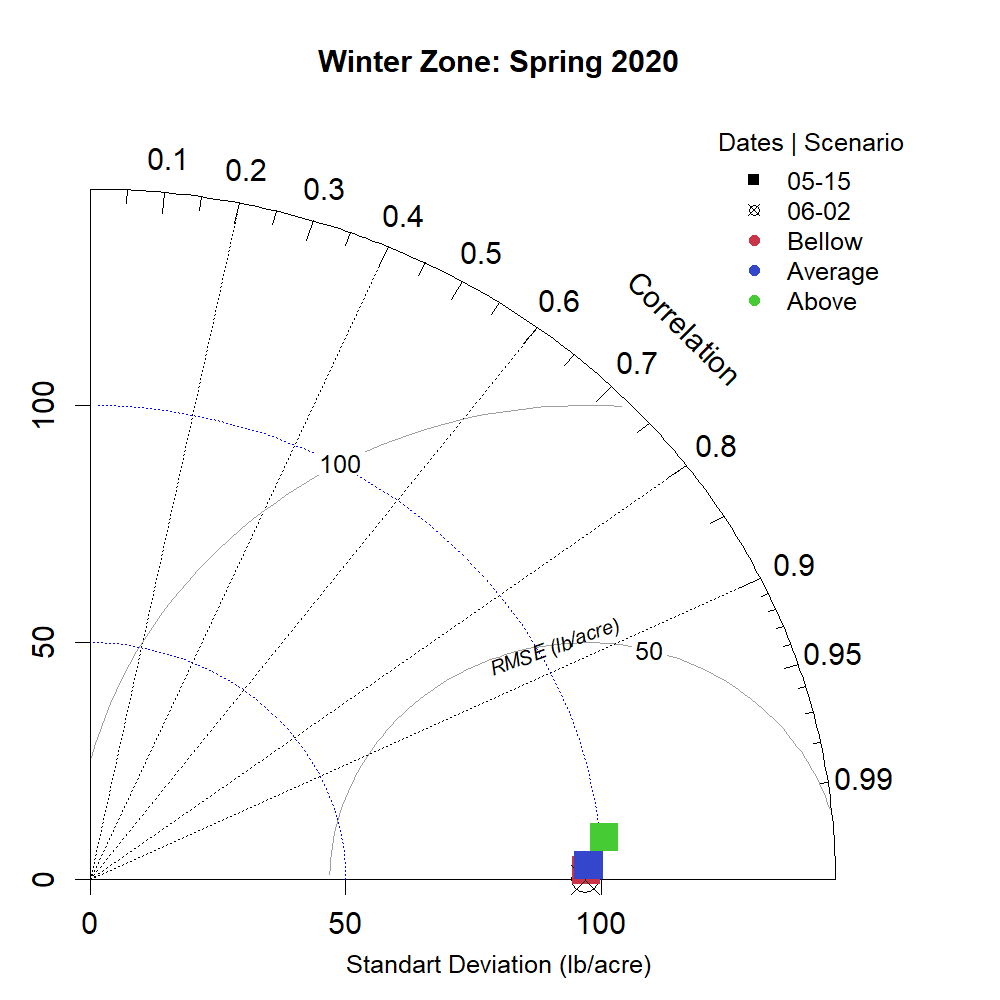 Winter Zone: Spring 2020
Dates | Scenario
05-15
06-02
Bellow
Average
Above
0.1
0.2
0.3
0.4
0.5
0.6
0.7
0.8
0.9
0.95
0.99
Correlation
100
50
0
100
RMSE (lb/acre)
50
0
50
100
Standart Deviation (lb/acre)